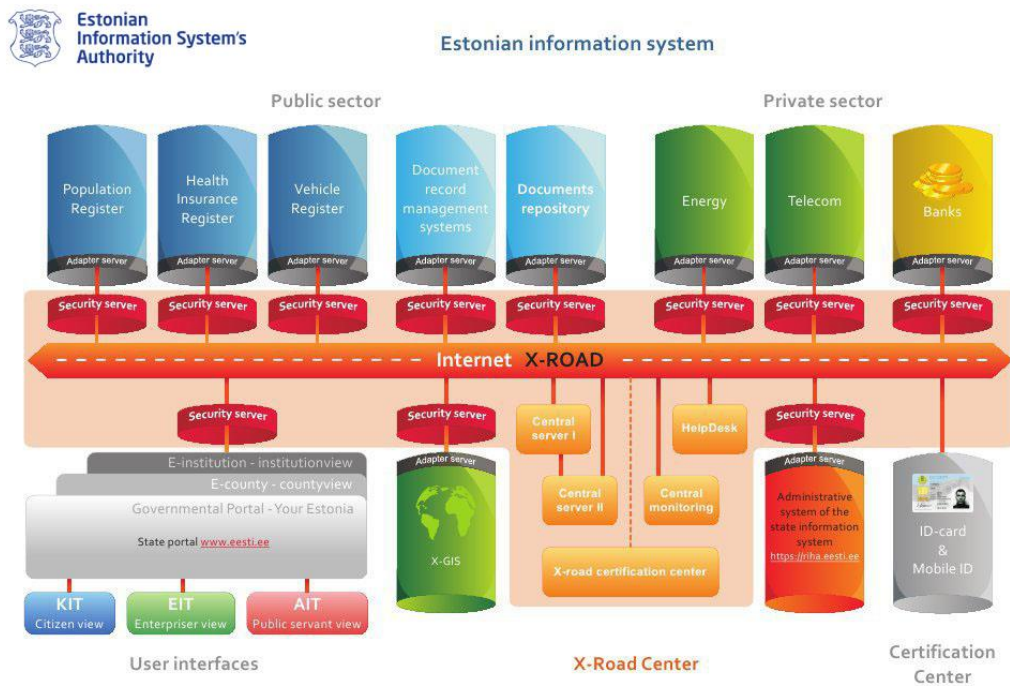 Estonian
Information System's
Authority
Estonian information system
Public sector
Private sector
Population
Register
Adapter server
Health
Insurance
Register
Adapter server
Vehicle
Register
Adapter server
Document
record
management
systems
Adapter server
Documents
repository
Adapter server
Energy
Adapter server
Telecom
Adapter server
Banks
Adapter server
Security server
Security server
Security server
Security server
Security server
Security server
Security server
Security server
Internet X-ROAD
Security server
Security server
Central
server I
HelpDesk
Security server
E-institution - institutionview
E-county - countyview
Governmental Portal - Your Estonia
State portal www.eesti.ee
Adapter server
X-GIS
Central
server II
Central
monitoring
X-road certification center
Adapter server
Administrative
system of the
state information
system
https://riha.eesti.ee
ID-card
&
Mobile ID
KIT
Citizen view
EIT
Enterpriser view
AIT
Public servant view
User interfaces
X-Road Center
Certification
Center